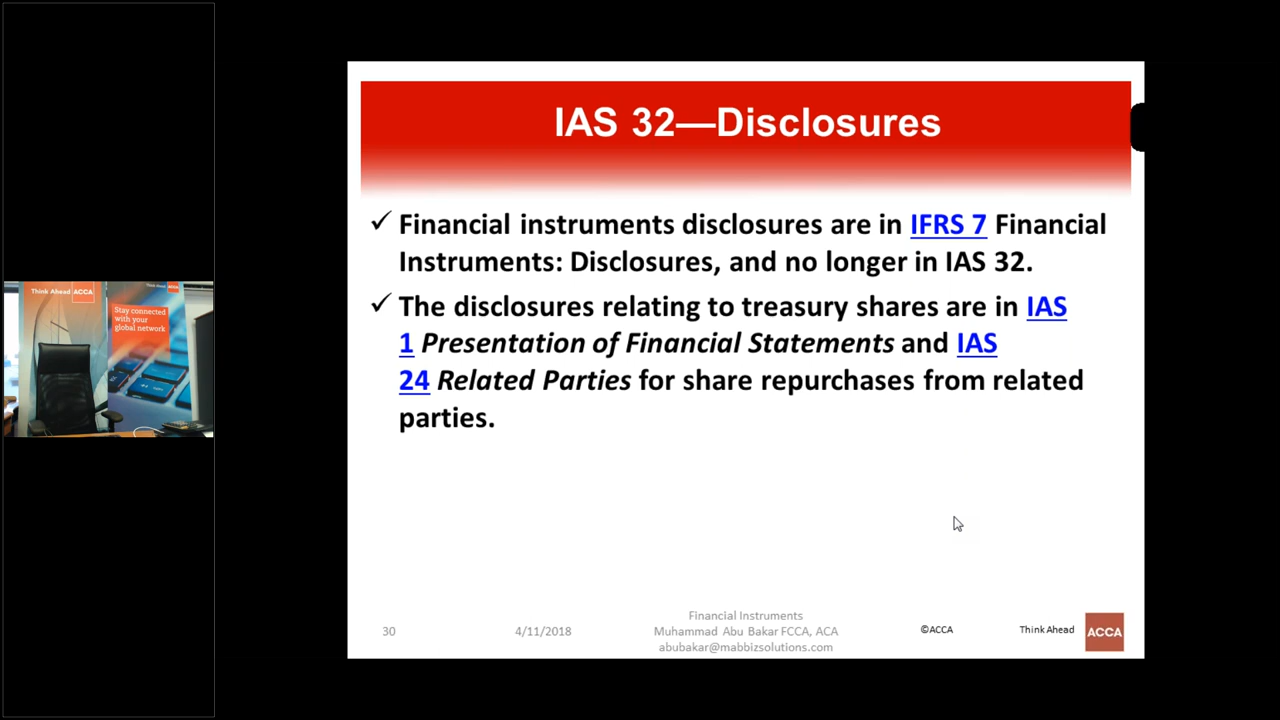 Think Ahead ACCA
Think Ahead ACCA
Stay connected
with your
global network
IAS 32—Disclosures
✓ Financial instruments disclosures are in IFRS 7 Financial
Instruments: Disclosures, and no longer in IAS 32.
✓ The disclosures relating to treasury shares are in IAS
1 Presentation of Financial Statements and IAS
24 Related Parties for share repurchases from related
parties.
30
4/11/2018
Financial Instruments
Muhammad Abu Bakar FCCA, ACA
abubakar@mabbizsolutions.com
©ACCA
Think Ahead ACCA